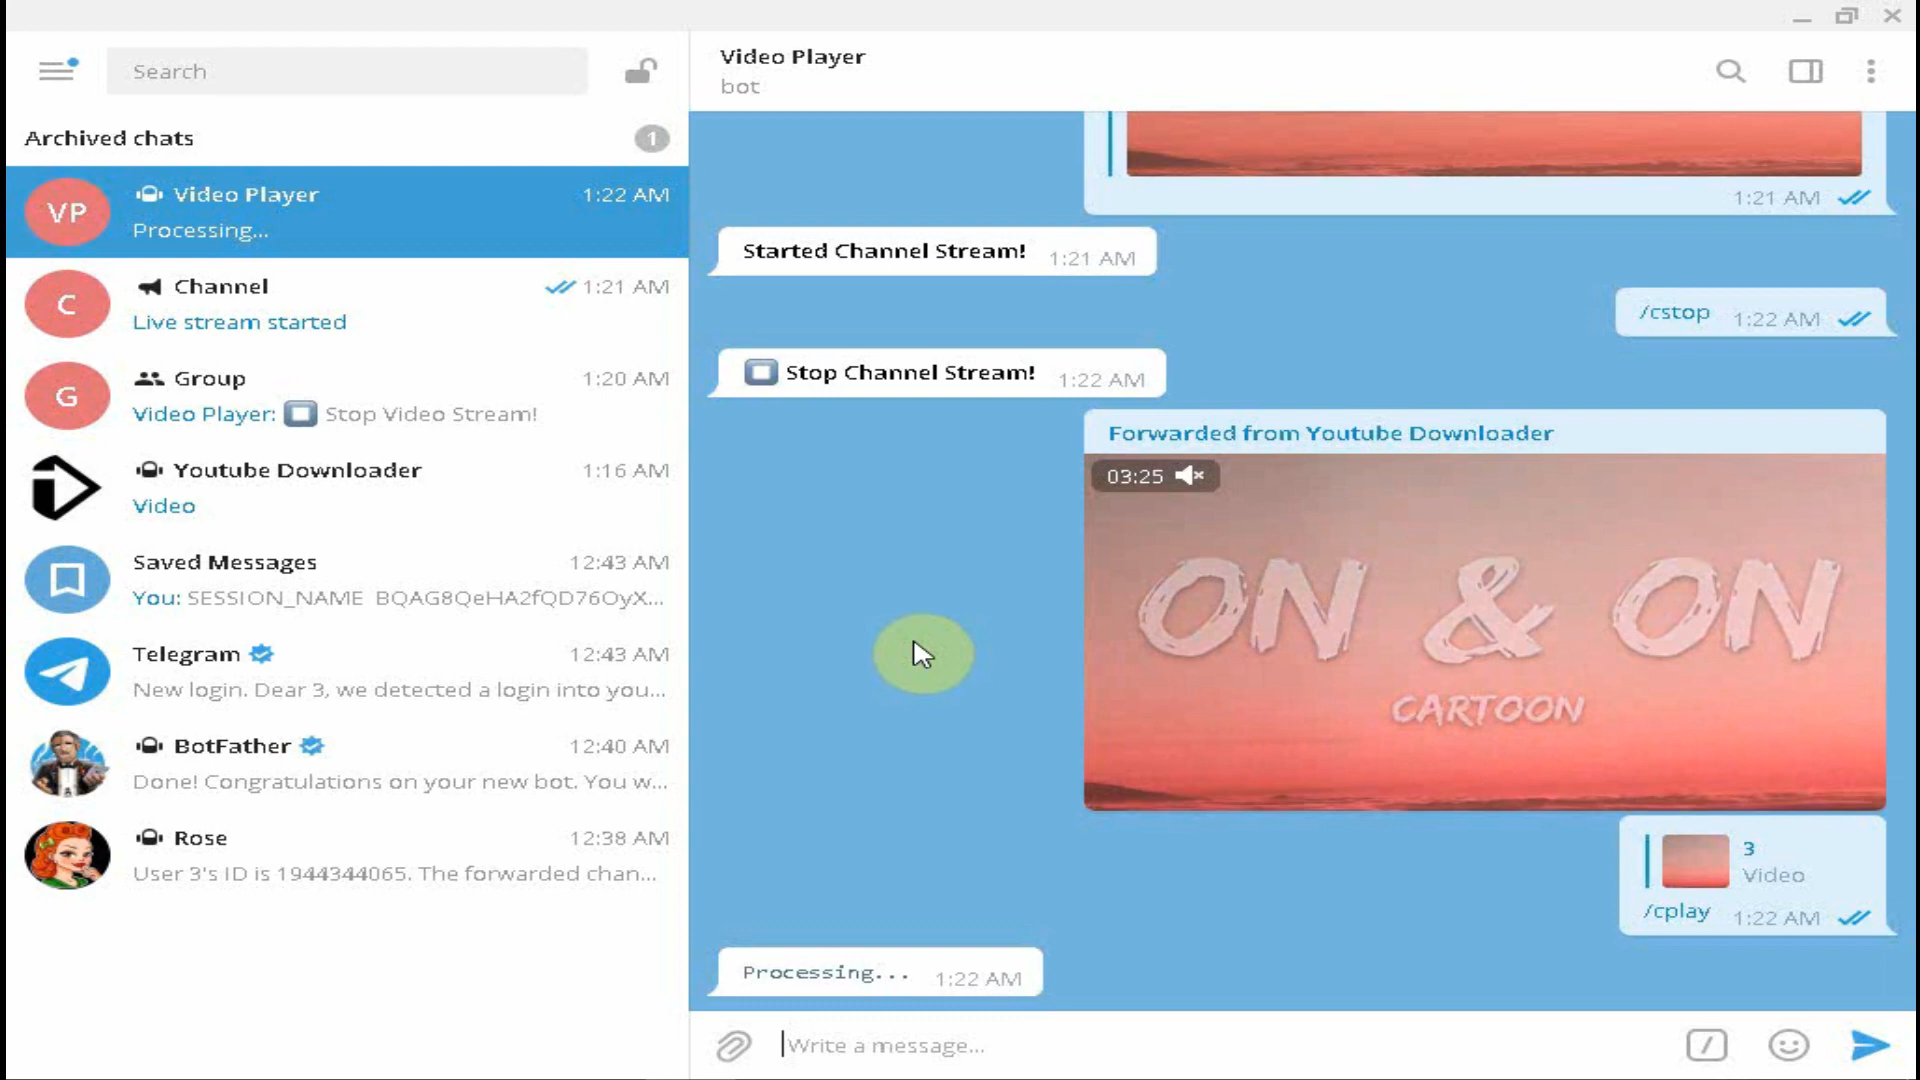 Search
Archived chats
1
VP
Video Player
1:22 AM
Processing...
C
Channel
1:21 AM
Live stream started
G
Group
1:20 AM
Video Player: Stop Video Stream!
Youtube Downloader
1:16 AM
Video
Saved Messages
12:43 AM
You: SESSION_NAME BQAG8QeHA2fQD76OyX...
Telegram
12:43 AM
New login. Dear 3, we detected a login into you...
BotFather
12:40 AM
Done! Congratulations on your new bot. You w...
Rose
12:38 AM
User 3's ID is 1944344065. The forwarded chan...
Video Player
bot
1:21 AM
Started Channel Stream! 1:21 AM
/cstop 1:22 AM
Stop Channel Stream! 1:22 AM
Forwarded from Youtube Downloader
03:25
ON & ON
CARTOON
3
Video
/cplay 1:22 AM
Processing... 1:22 AM
Write a message...